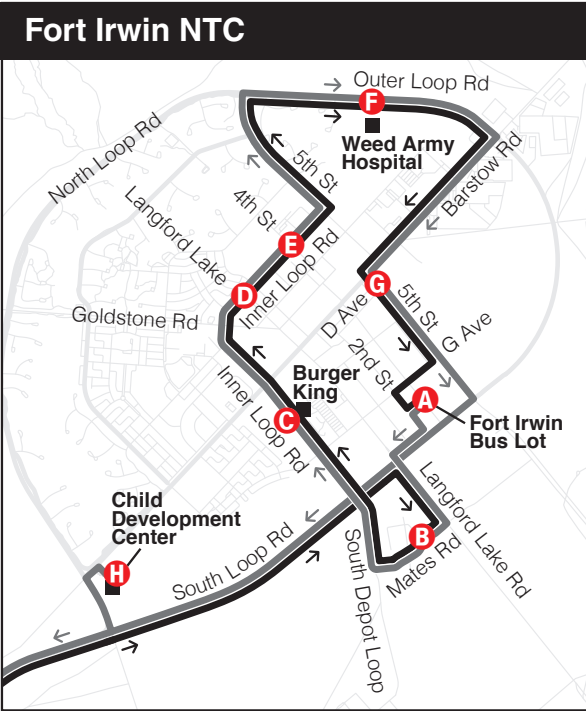 Fort Irwin NTC
Outer Loop Rd
F
Weed Army
Hospital
North Loop Rd
5th St
Barstow Rd
4th St
Langford Lake
E
Inner Loop Rd
D
G
Goldstone Rd
D Ave
5th St
G Ave
2nd St
Burger
King
A
C
Inner Loop Rd
Fort Irwin
Bus Lot
Child
Development
Center
Langford Lake Rd
B
Mates Rd
South Loop Rd
South Depot Loop
H